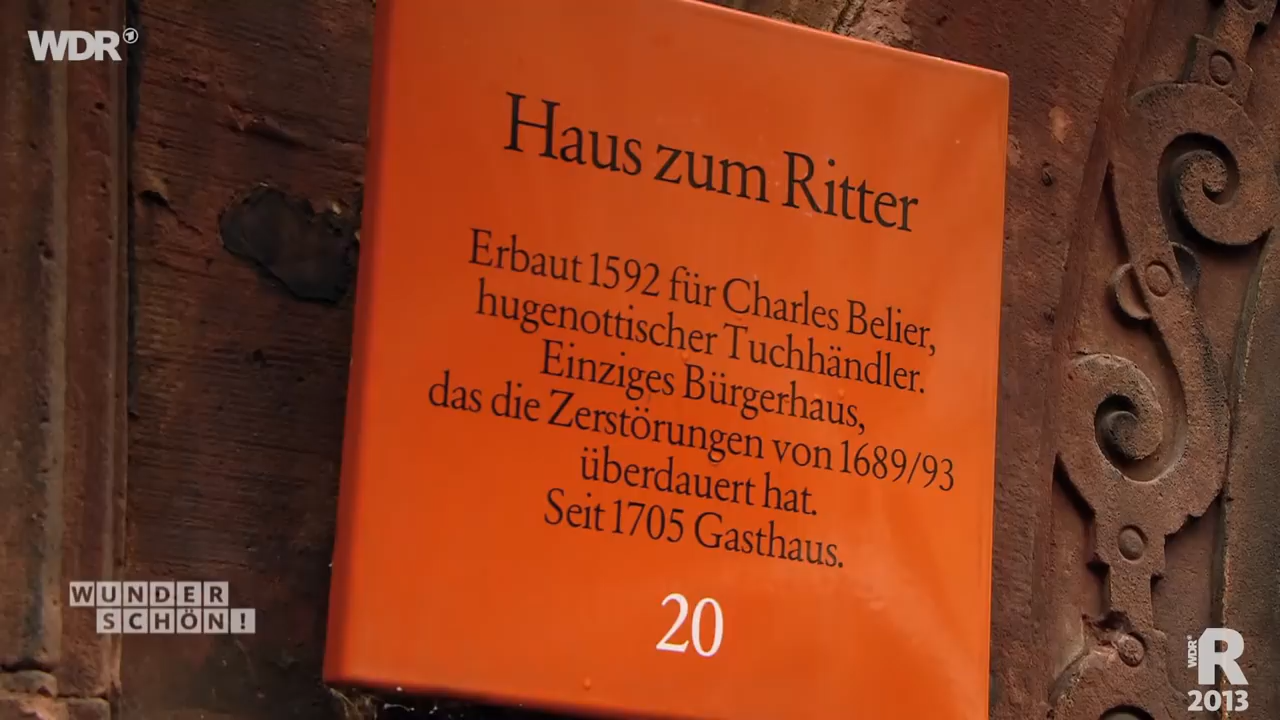 WDR
Haus zum Ritter
Erbaut 1592 für Charles Belier,
hugenottischer Tuchhändler.
Einziges Bürgerhaus,
das die Zerstörungen von 1689/93
überdauert hat.
Seit 1705 Gasthaus.
20
WUNDER
SCHÖN!
WDR R
2013